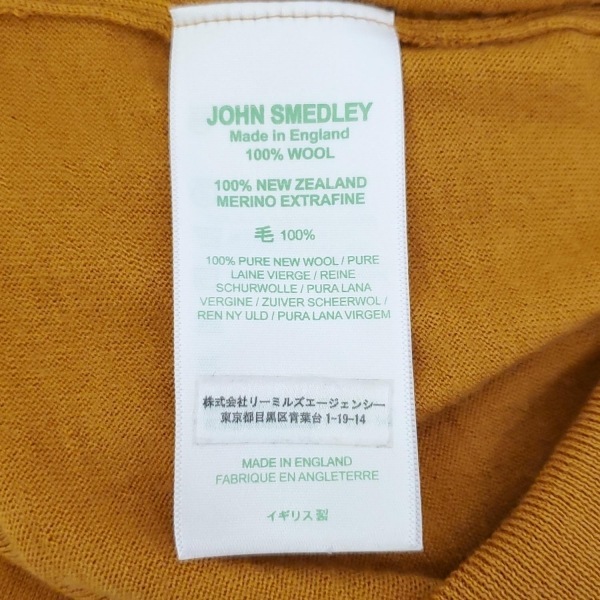 JOHN SMEDLEY
Made in England
100% WOOL
100% NEW ZEALAND
MERINO EXTRAFINE
毛 100%
100% PURE NEW WOOL / PURE
LAINE VIERGE / REINE
SCHURWOLLE / PURA LANA
VERGINE / ZUIVER SCHEERWOL /
REN NY ULD / PURA LANA VIRGEM
株式会社リーミルズエージェンシー
東京都目黒区青葉台 1-19-14
MADE IN ENGLAND
FABRIQUE EN ANGLETERRE
イギリス製